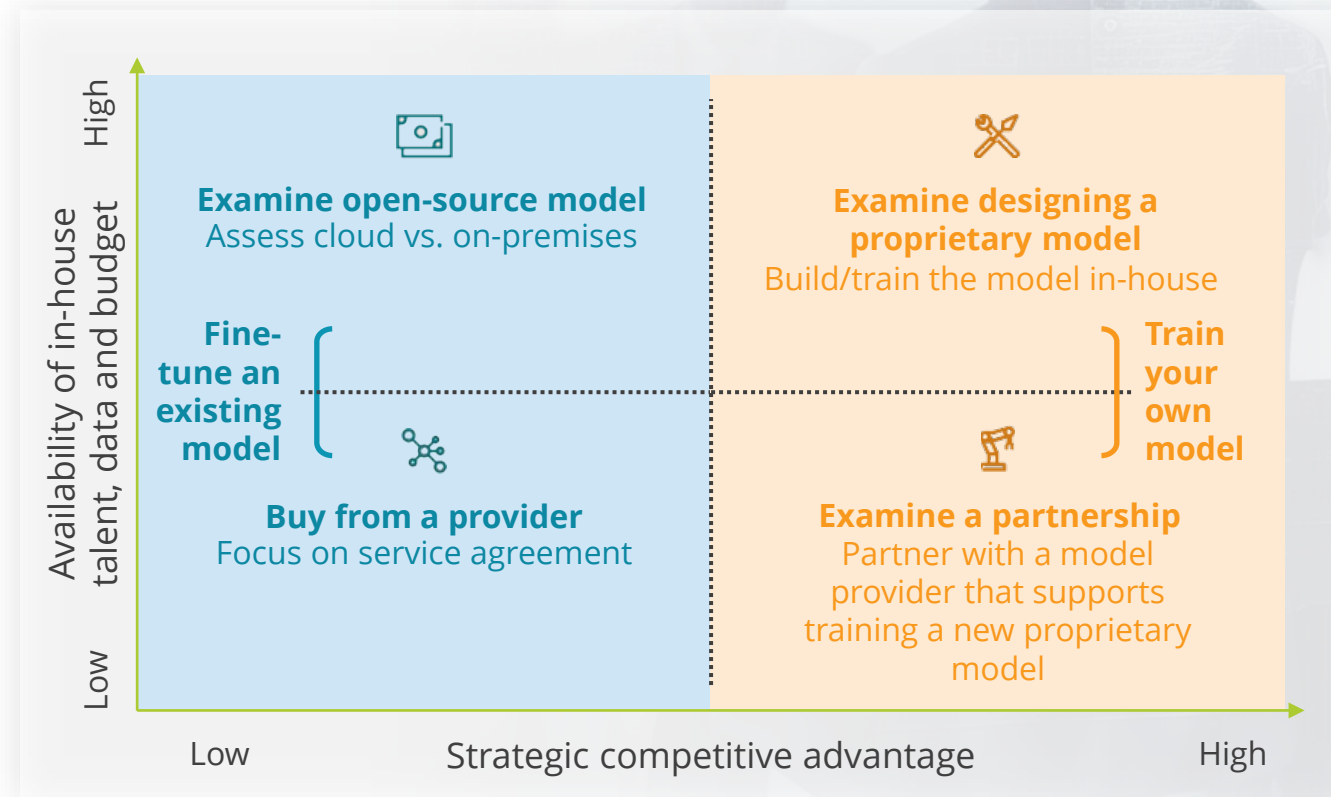 High
Availability of in-house
talent, data and budget
Low
Examine open-source model
Assess cloud vs. on-premises
Examine designing a
proprietary model
Build/train the model in-house
Fine-
tune an
existing
model
Train
your
own
model
Buy from a provider
Focus on service agreement
Examine a partnership
Partner with a model
provider that supports
training a new proprietary
model
Low
Strategic competitive advantage
High